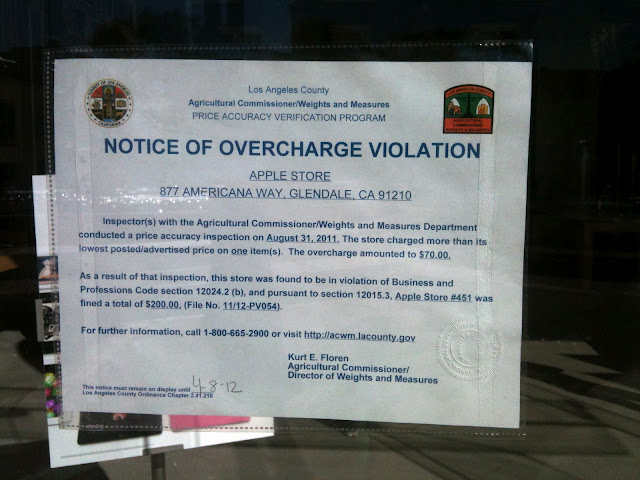 Los Angeles County
Agricultural Commissioner/Weights and Measures
PRICE ACCURACY VERIFICATION PROGRAM
NOTICE OF OVERCHARGE VIOLATION
APPLE STORE
877 AMERICANA WAY, GLENDALE, CA 91210
Inspector(s) with the Agricultural Commissioner/Weights and Measures Department
conducted a price accuracy inspection on August 31, 2011. The store charged more than its
lowest posted/advertised price on one item(s). The overcharge amounted to $70.00.
As a result of that inspection, this store was found to be in violation of Business and
Professions Code section 12024.2 (b), and pursuant to section 12015.3, Apple Store #451 was
fined a total of $200.00. (File No. 11/12-PV054).
For further information, call 1-800-665-2900 or visit http://acwm.lacounty.gov
Kurt E. Floren
Agricultural Commissioner/
Director of Weights and Measures
This notice must remain on display until 4-8-12
Los Angeles County Ordinance Chapter 2.41.210